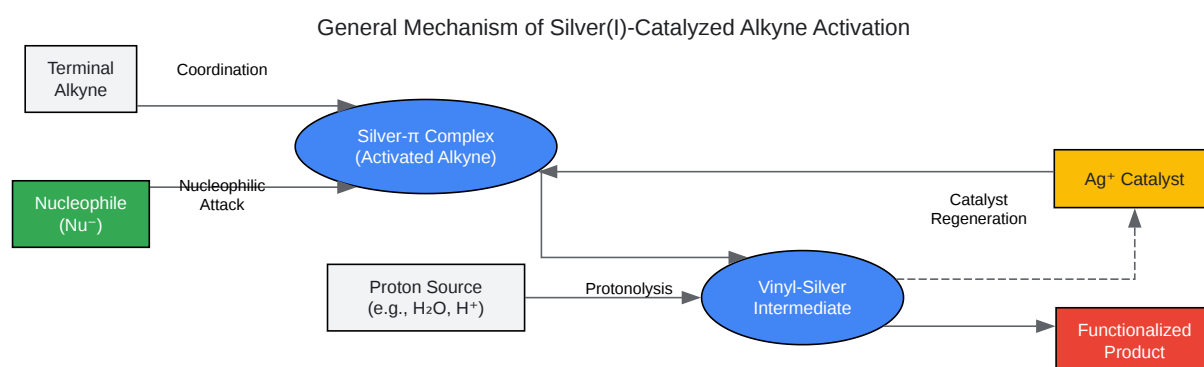 General Mechanism of Silver(I)-Catalyzed Alkyne Activation
Terminal
Alkyne
Coordination
Silver-π Complex
(Activated Alkyne)
Nucleophile
(Nu⁻)
Nucleophilic
Attack
Ag⁺ Catalyst
Catalyst
Regeneration
Proton Source
(e.g., H₂O, H⁺)
Protonolysis
Vinyl-Silver
Intermediate
Functionalized
Product